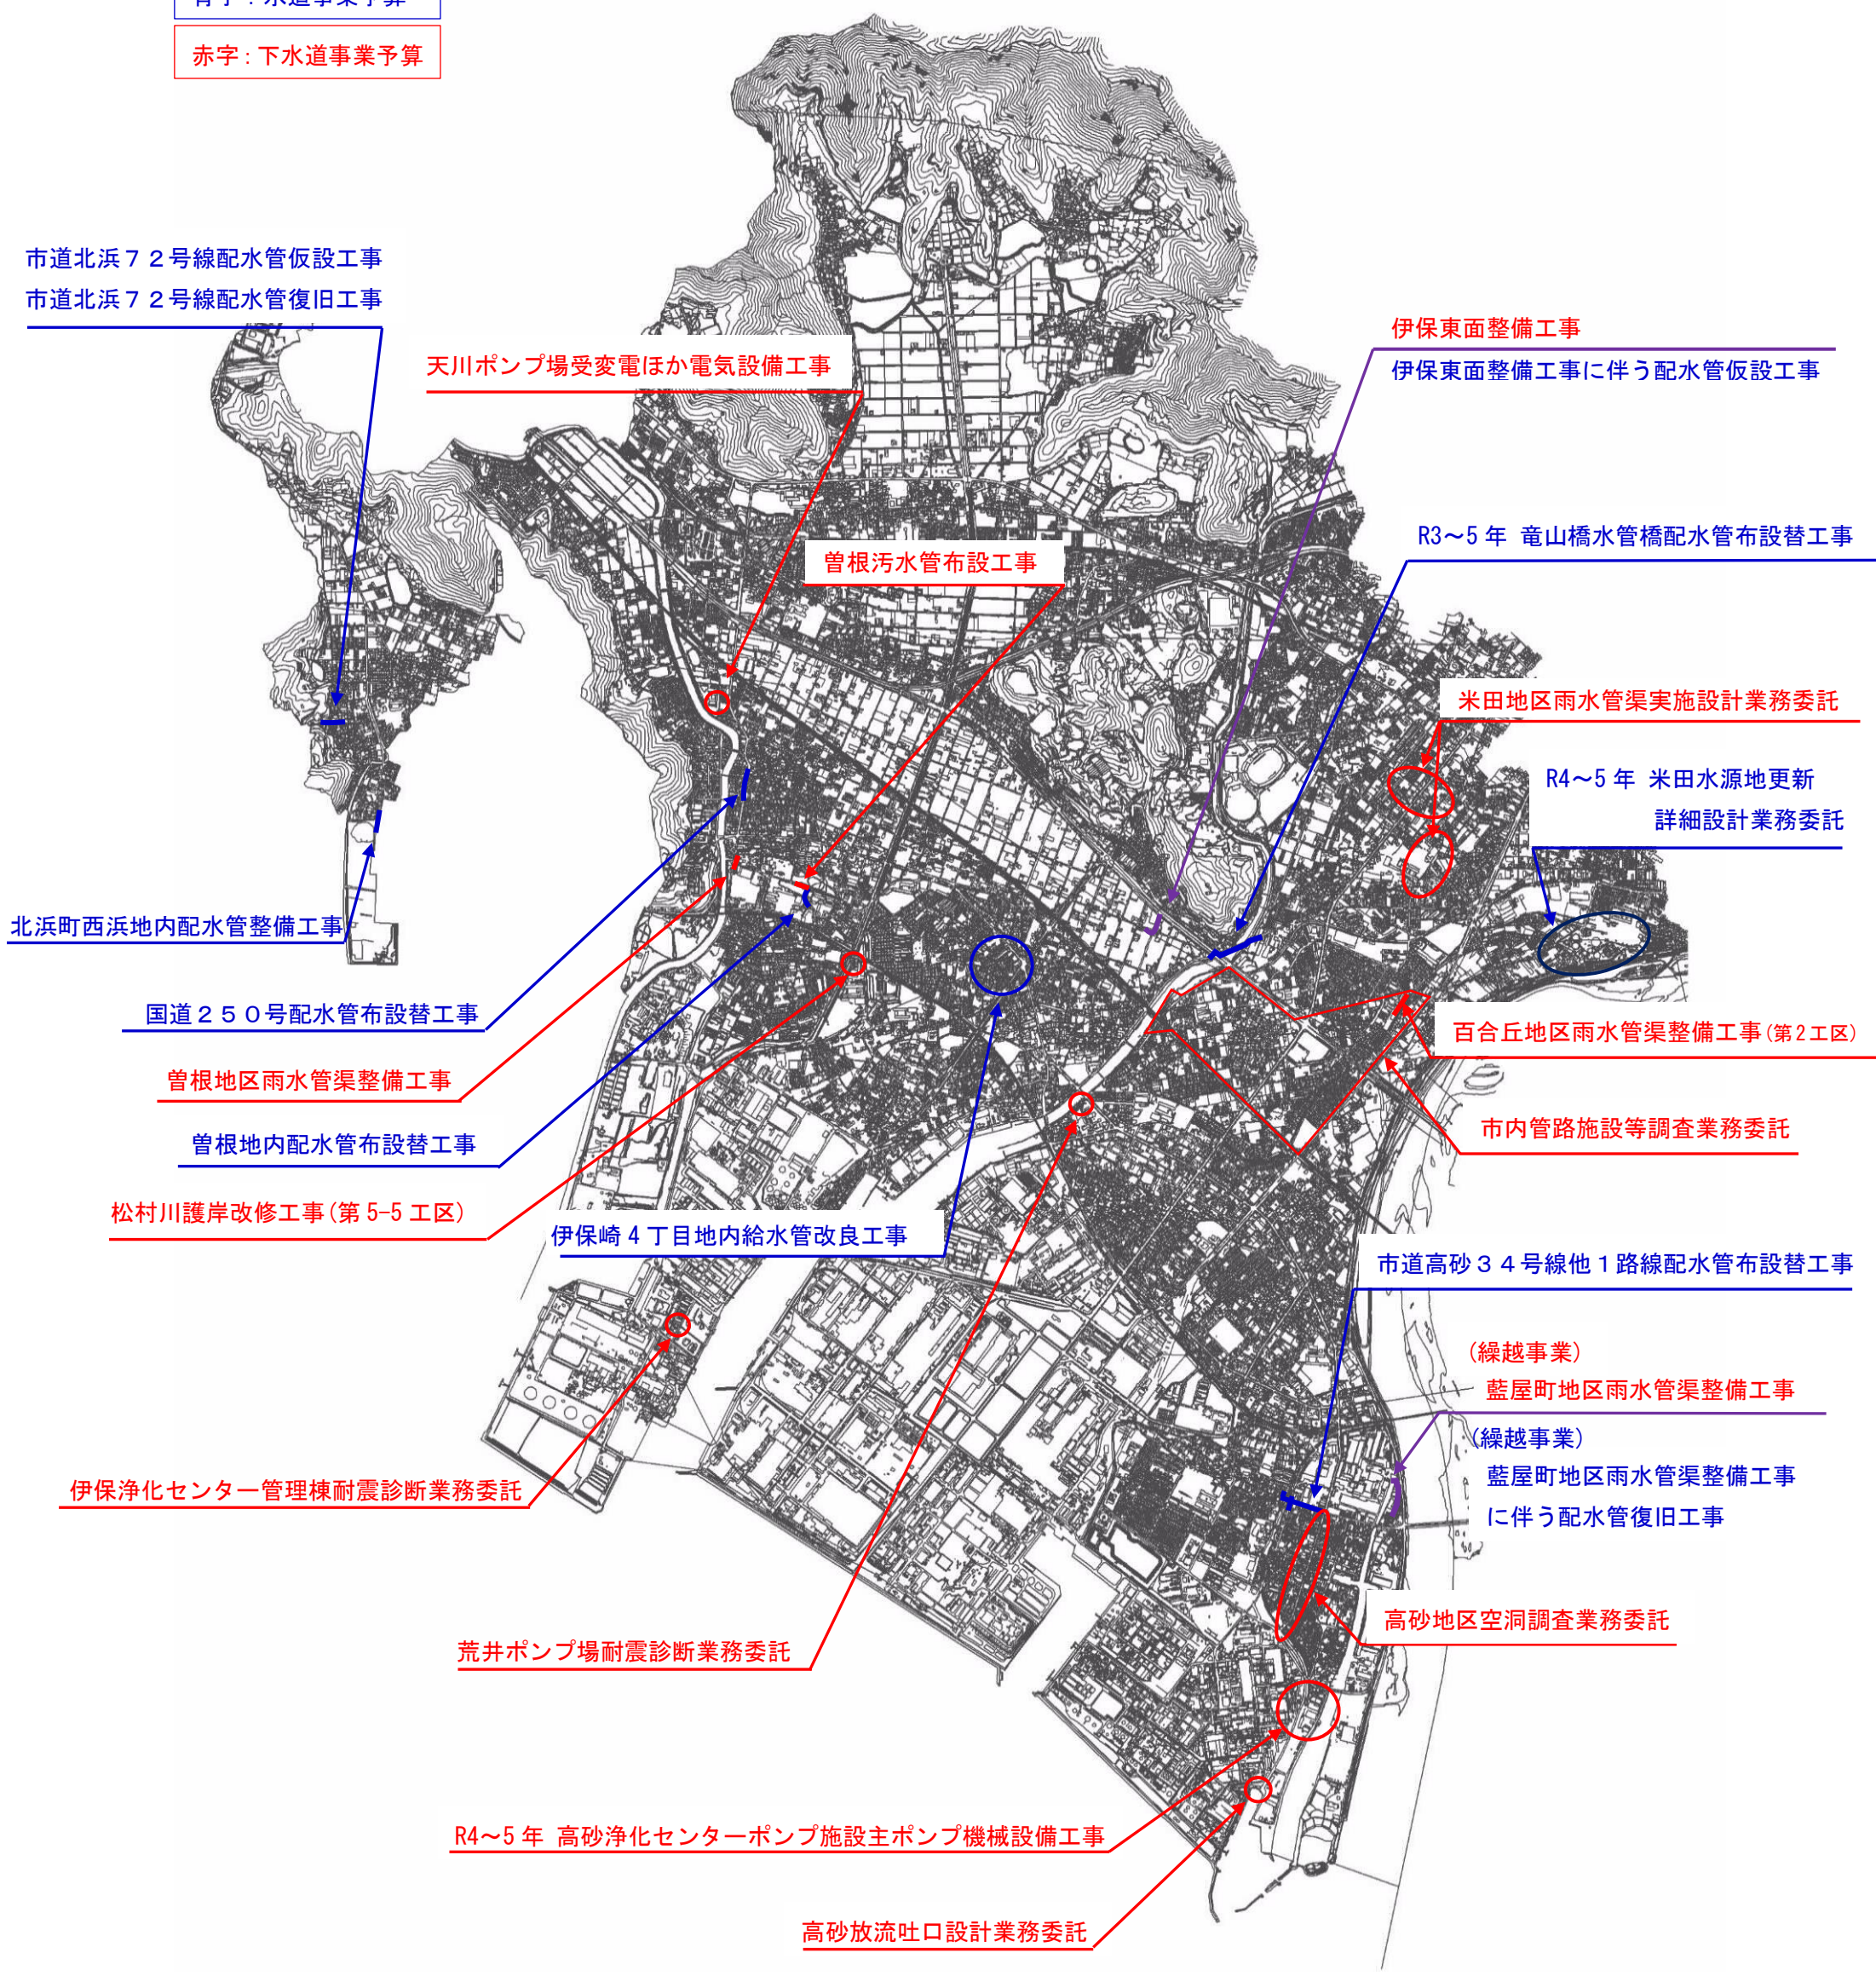 青字：水道事業予算
赤字：下水道事業予算
市道北浜７２号線配水管仮設工事
市道北浜７２号線配水管復旧工事
天川ポンプ場受変電ほか電気設備工事
伊保東面整備工事
伊保東面整備工事に伴う配水管仮設工事
R3～5年 竜山橋水管橋配水管布設替工事
曽根汚水管布設工事
米田地区雨水管渠実施設計業務委託
R4～5年 米田水源地更新
詳細設計業務委託
北浜町西浜地内配水管整備工事
国道２５０号配水管布設替工事
百合丘地区雨水管渠整備工事(第2工区)
曽根地区雨水管渠整備工事
市内管路施設等調査業務委託
曽根地内配水管布設替工事
松村川護岸改修工事(第5-5工区)
伊保崎4丁目地内給水管改良工事
市道高砂３４号線他１路線配水管布設替工事
(繰越事業)
藍屋町地区雨水管渠整備工事
(繰越事業)
藍屋町地区雨水管渠整備工事
に伴う配水管復旧工事
伊保浄化センター管理棟耐震診断業務委託
高砂地区空洞調査業務委託
荒井ポンプ場耐震診断業務委託
R4～5年 高砂浄化センターポンプ施設主ポンプ機械設備工事
高砂放流吐口設計業務委託